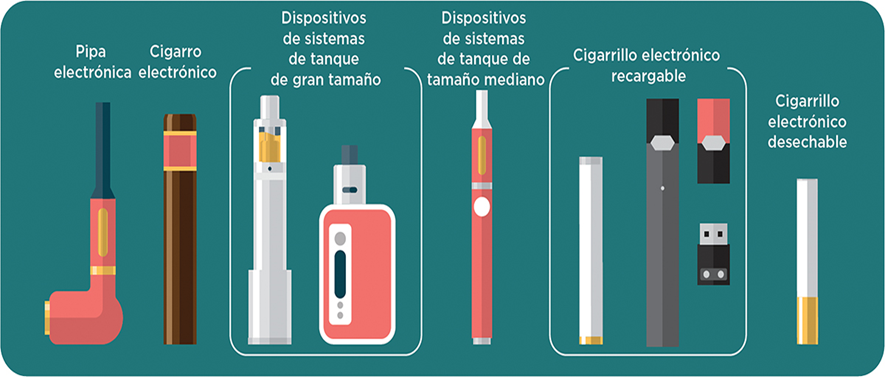 Pipa
electrónica
Cigarro
electrónico
Dispositivos
de sistemas
de tanque
de gran tamaño
Dispositivos
de sistemas
de tanque de
tamaño mediano
Cigarrillo electrónico
recargable
Cigarrillo
electrónico
desechable